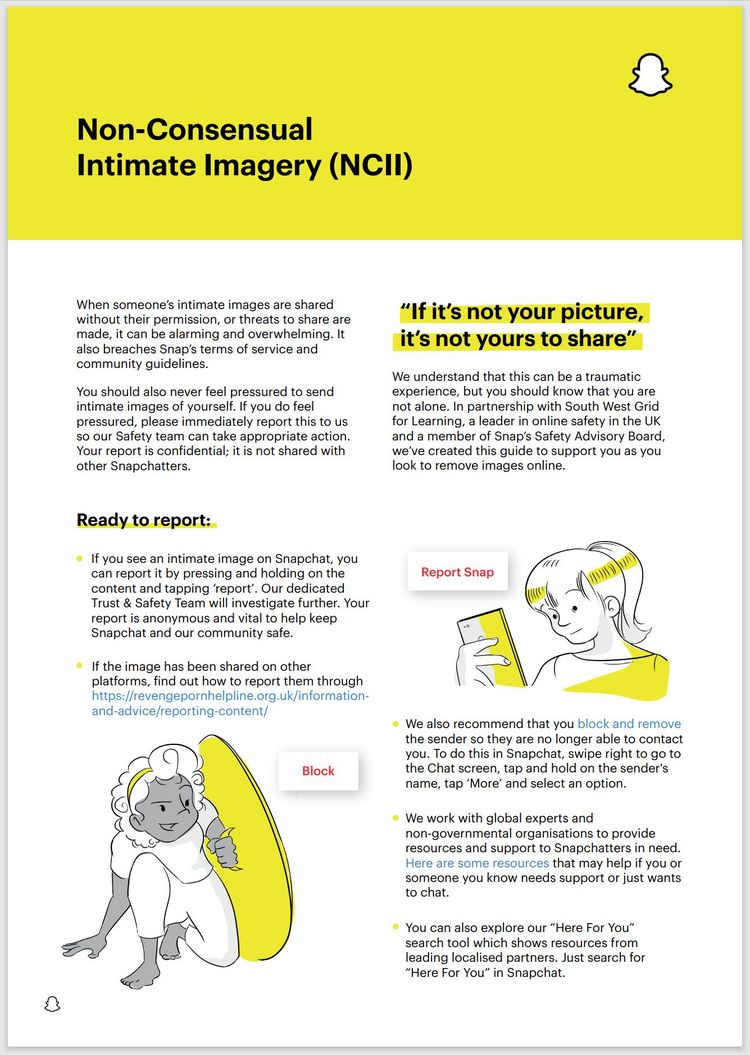 Non-Consensual
Intimate Imagery (NCII)
When someone’s intimate images are shared
without their permission, or threats to share are
made, it can be alarming and overwhelming. It
also breaches Snap’s terms of service and
community guidelines.
You should also never feel pressured to send
intimate images of yourself. If you do feel
pressured, please immediately report this to us
so our Safety team can take appropriate action.
Your report is confidential; it is not shared with
other Snapchatters.
“If it’s not your picture,
it’s not yours to share”
We understand that this can be a traumatic
experience, but you should know that you are
not alone. In partnership with South West Grid
for Learning, a leader in online safety in the UK
and a member of Snap’s Safety Advisory Board,
we’ve created this guide to support you as you
look to remove images online.
Ready to report:
If you see an intimate image on Snapchat, you
can report it by pressing and holding on the
content and tapping ‘report’. Our dedicated
Trust & Safety Team will investigate further. Your
report is anonymous and vital to help keep
Snapchat and our community safe.
If the image has been shared on other
platforms, find out how to report them through
https://revengepornhelpline.org.uk/information-
and-advice/reporting-content/
Block
Report Snap
We also recommend that you block and remove
the sender so they are no longer able to contact
you. To do this in Snapchat, swipe right to go to
the Chat screen, tap and hold on the sender's
name, tap ‘More’ and select an option.
We work with global experts and
non-governmental organisations to provide
resources and support to Snapchatters in need.
Here are some resources that may help if you or
someone you know needs support or just wants
to chat.
You can also explore our “Here For You”
search tool which shows resources from
leading localised partners. Just search for
“Here For You” in Snapchat.